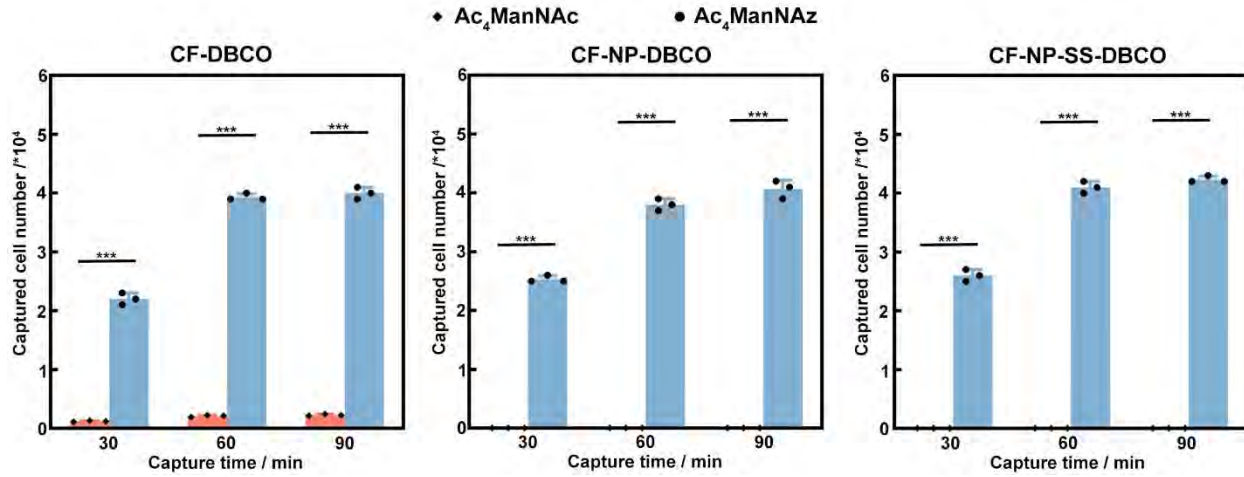 Ac₄ManNAc Ac₄ManNAz
CF-DBCO
Captured cell number /*10⁴
6
5
4
3
2
1
0
***
***
***
30 60 90
Capture time / min
CF-NP-DBCO
Captured cell number /*10⁴
6
5
4
3
2
1
0
***
***
***
30 60 90
Capture time / min
CF-NP-SS-DBCO
Captured cell number /*10⁴
6
5
4
3
2
1
0
***
***
***
30 60 90
Capture time / min